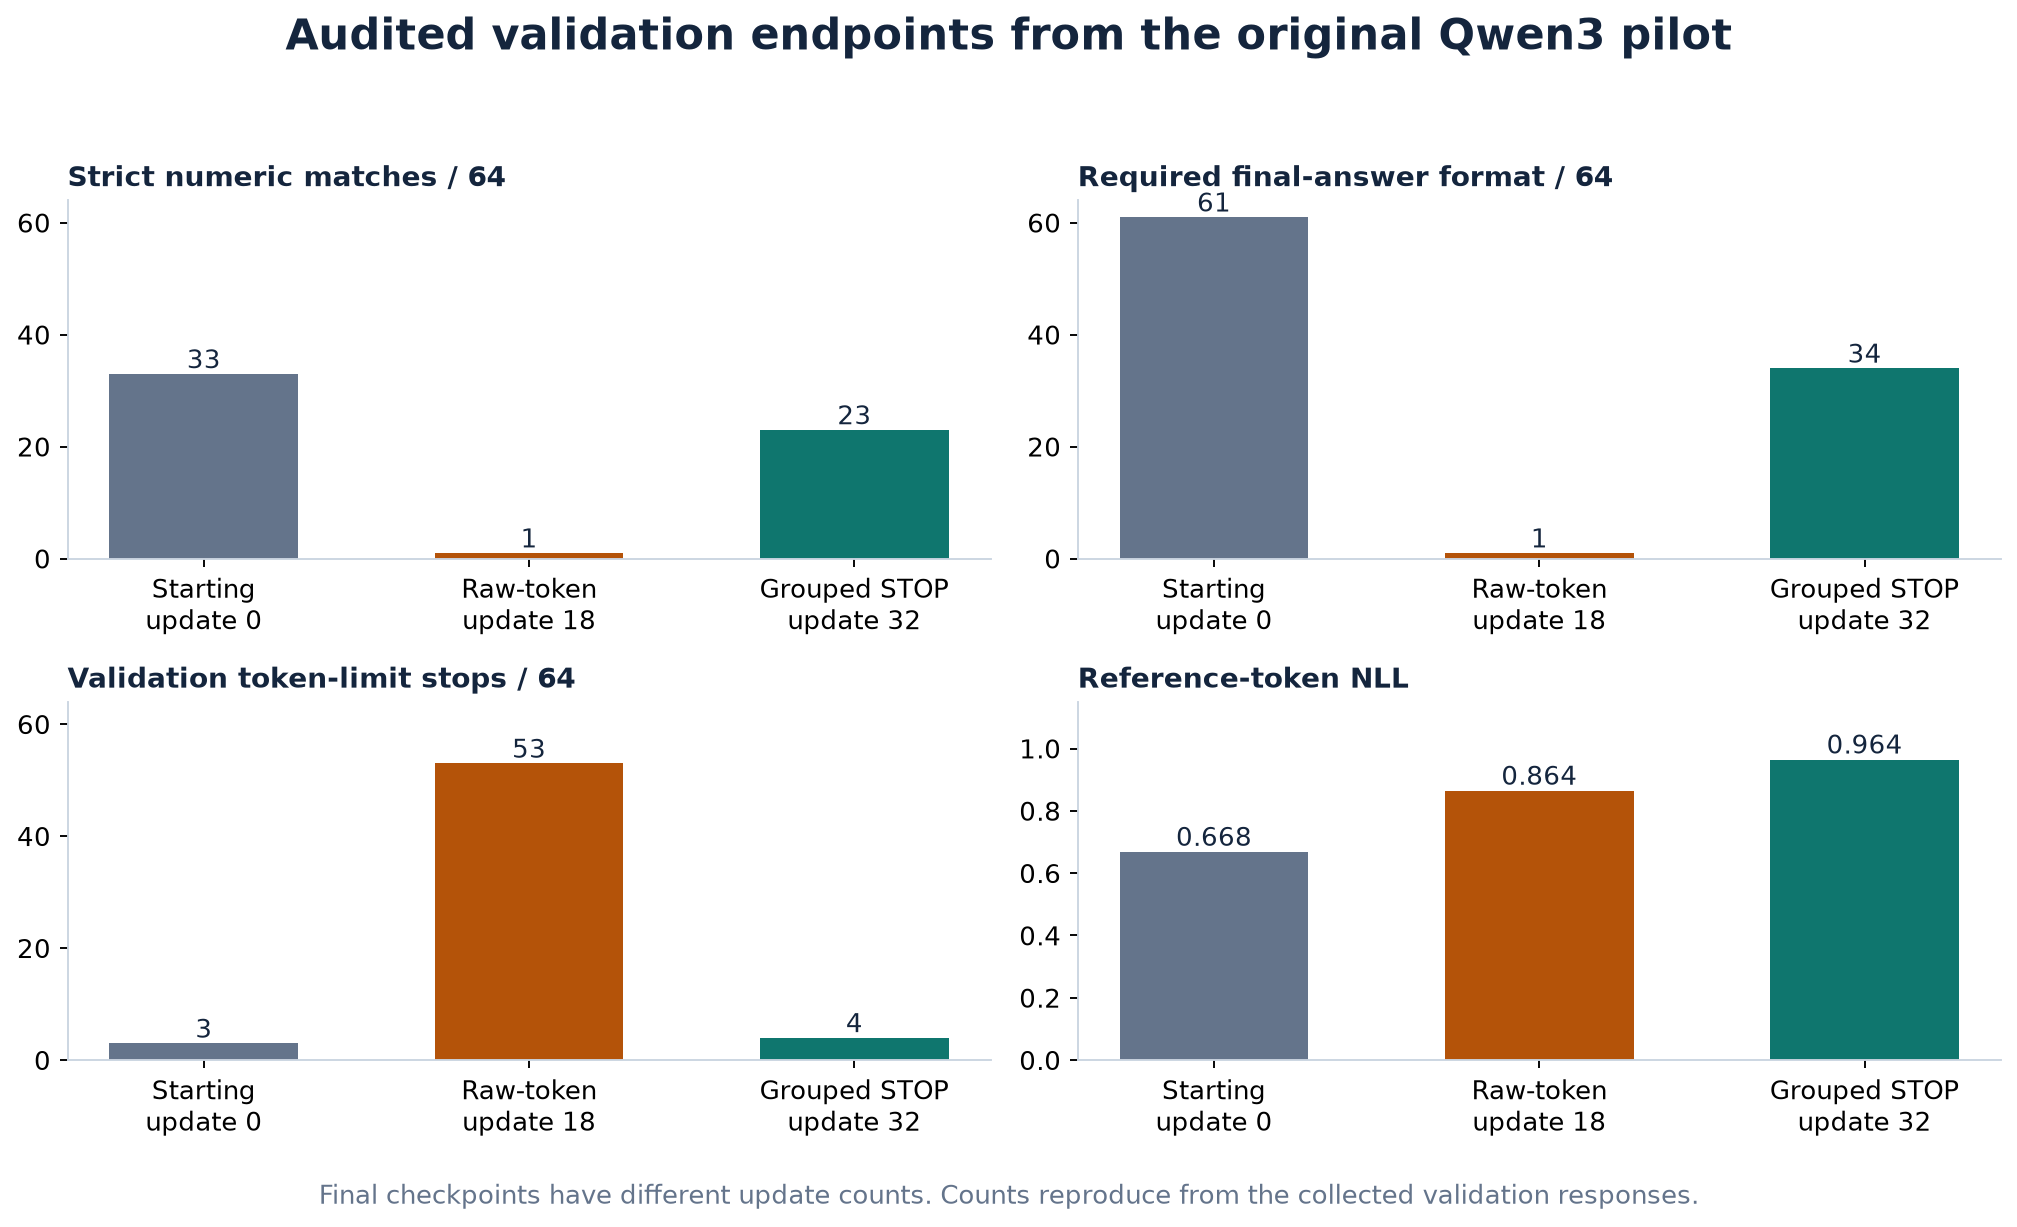 Audited validation endpoints from the original Qwen3 pilot
Strict numeric matches / 64
60
40
20
0
33
1
23
Starting
update 0
Raw-token
update 18
Grouped STOP
update 32
Required final-answer format / 64
60
40
20
0
61
1
34
Starting
update 0
Raw-token
update 18
Grouped STOP
update 32
Validation token-limit stops / 64
60
40
20
0
3
53
4
Starting
update 0
Raw-token
update 18
Grouped STOP
update 32
Reference-token NLL
1.0
0.8
0.6
0.4
0.2
0.0
0.668
0.864
0.964
Starting
update 0
Raw-token
update 18
Grouped STOP
update 32
Final checkpoints have different update counts. Counts reproduce from the collected validation responses.